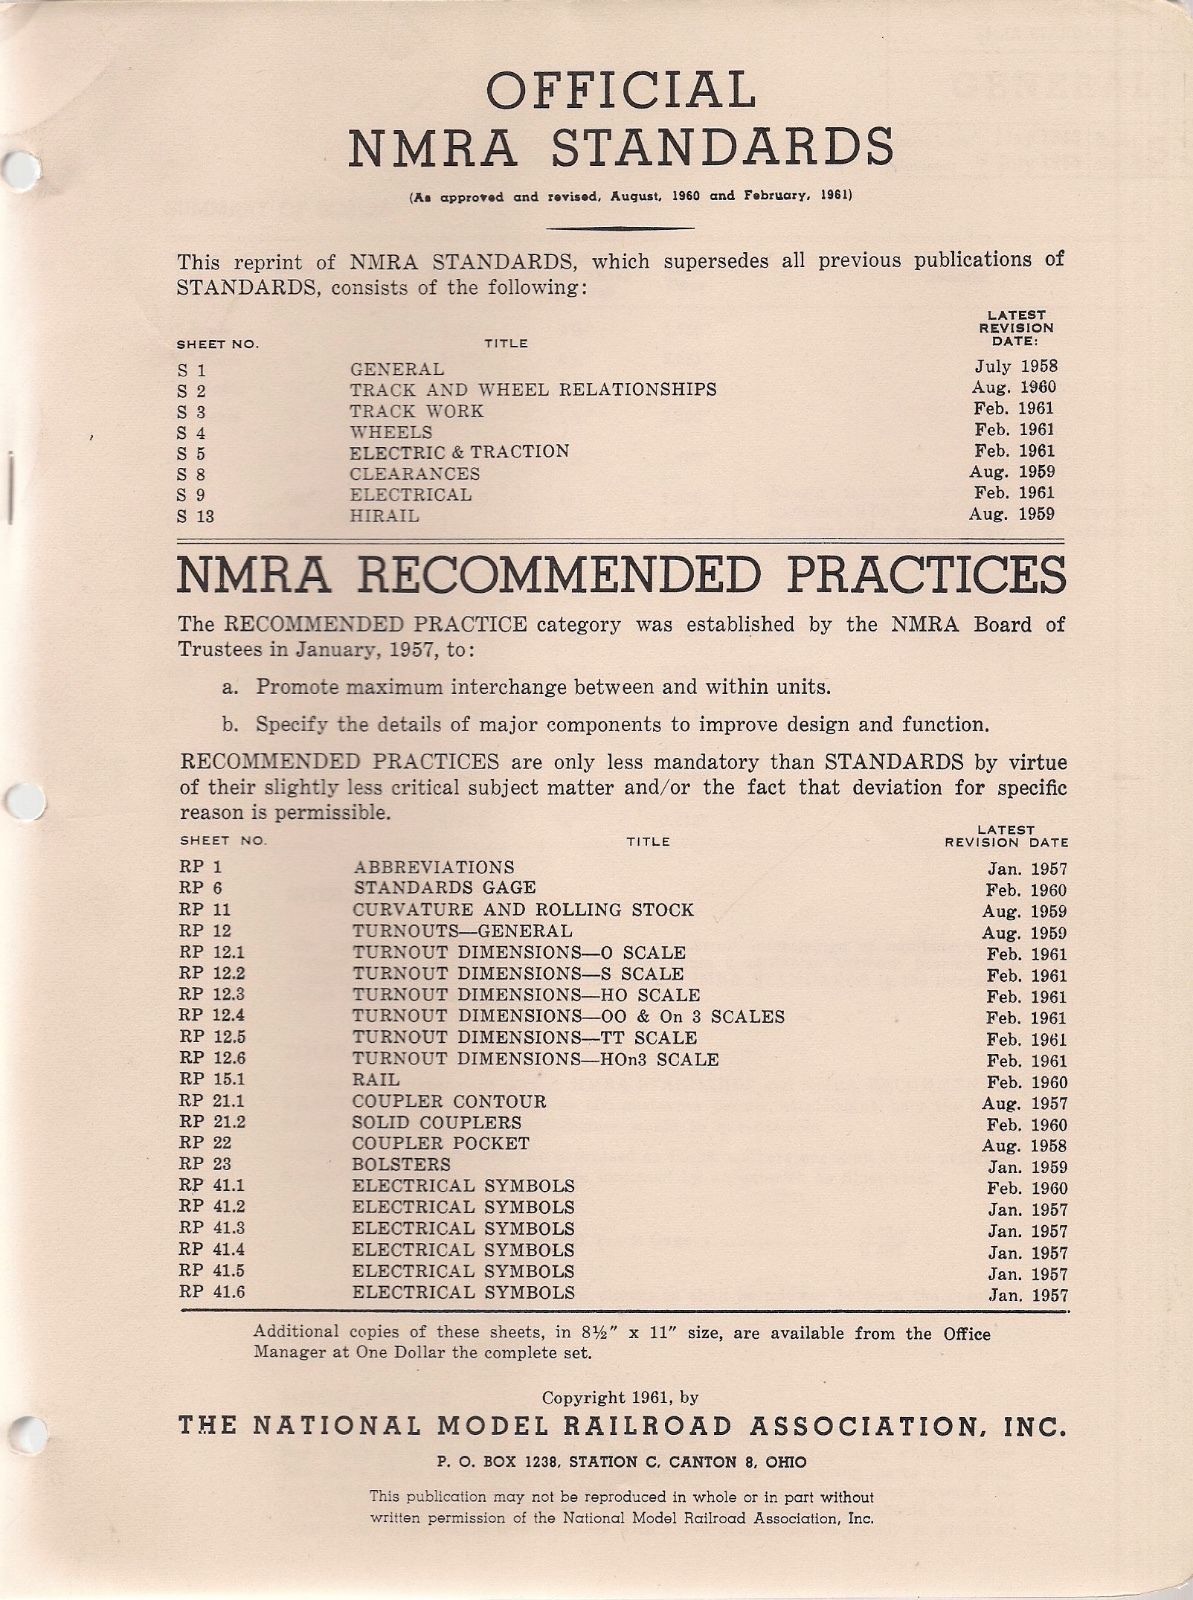 OFFICIAL
NMRA STANDARDS
(As approved and revised, August, 1960 and February, 1961)
This reprint of NMRA STANDARDS, which supersedes all previous publications of
STANDARDS, consists of the following:
SHEET NO. TITLE LATEST REVISION DATE:
S 1 GENERAL July 1958
S 2 TRACK AND WHEEL RELATIONSHIPS Aug. 1960
S 3 TRACK WORK Feb. 1961
S 4 WHEELS Feb. 1961
S 5 ELECTRIC & TRACTION Feb. 1961
S 8 CLEARANCES Aug. 1959
S 9 ELECTRICAL Feb. 1961
S 13 HIRAIL Aug. 1959
NMRA RECOMMENDED PRACTICES
The RECOMMENDED PRACTICE category was established by the NMRA Board of
Trustees in January, 1957, to:
a. Promote maximum interchange between and within units.
b. Specify the details of major components to improve design and function.
RECOMMENDED PRACTICES are only less mandatory than STANDARDS by virtue
of their slightly less critical subject matter and/or the fact that deviation for specific
reason is permissible.
SHEET NO. TITLE LATEST REVISION DATE
RP 1 ABBREVIATIONS Jan. 1957
RP 6 STANDARDS GAGE Feb. 1960
RP 11 CURVATURE AND ROLLING STOCK Aug. 1959
RP 12 TURNOUTS—GENERAL Aug. 1959
RP 12.1 TURNOUT DIMENSIONS—O SCALE Feb. 1961
RP 12.2 TURNOUT DIMENSIONS—S SCALE Feb. 1961
RP 12.3 TURNOUT DIMENSIONS—HO SCALE Feb. 1961
RP 12.4 TURNOUT DIMENSIONS—OO & On 3 SCALES Feb. 1961
RP 12.5 TURNOUT DIMENSIONS—TT SCALE Feb. 1961
RP 12.6 TURNOUT DIMENSIONS—HOn3 SCALE Feb. 1961
RP 15.1 RAIL Feb. 1960
RP 21.1 COUPLER CONTOUR Aug. 1957
RP 21.2 SOLID COUPLERS Feb. 1960
RP 22 COUPLER POCKET Aug. 1958
RP 23 BOLSTERS Jan. 1959
RP 41.1 ELECTRICAL SYMBOLS Feb. 1960
RP 41.2 ELECTRICAL SYMBOLS Jan. 1957
RP 41.3 ELECTRICAL SYMBOLS Jan. 1957
RP 41.4 ELECTRICAL SYMBOLS Jan. 1957
RP 41.5 ELECTRICAL SYMBOLS Jan. 1957
RP 41.6 ELECTRICAL SYMBOLS Jan. 1957
Additional copies of these sheets, in 8½″ x 11″ size, are available from the Office
Manager at One Dollar the complete set.
Copyright 1961, by
THE NATIONAL MODEL RAILROAD ASSOCIATION, INC.
P. O. BOX 1238, STATION C, CANTON 8, OHIO
This publication may not be reproduced in whole or in part without
written permission of the National Model Railroad Association, Inc.